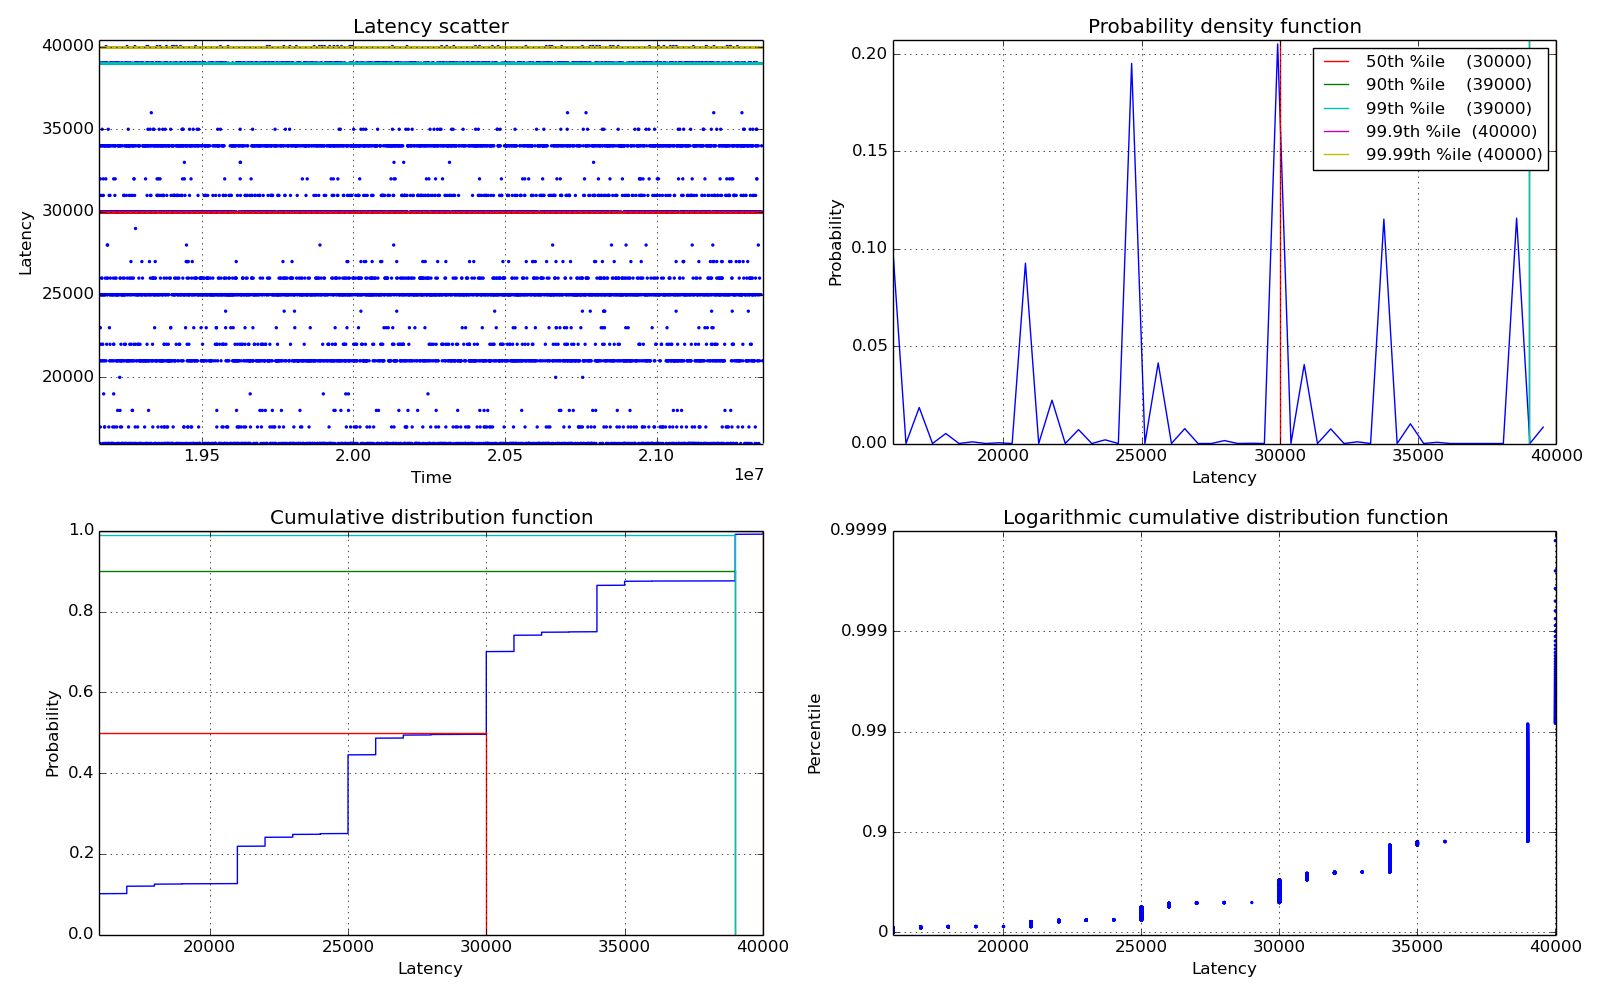 Latency scatter
40000
35000
30000
25000
20000
Latency
1.95
2.00
2.05
2.10
1e7
Time
Probability density function
0.20
0.15
0.10
0.05
0.00
Probability
50th %ile (30000)
90th %ile (39000)
99th %ile (39000)
99.9th %ile (40000)
99.99th %ile (40000)
20000
25000
30000
35000
40000
Latency
Cumulative distribution function
1.0
0.8
0.6
0.4
0.2
0.0
Probability
20000
25000
30000
35000
40000
Latency
Logarithmic cumulative distribution function
0.9999
0.999
0.99
0.9
0
Percentile
20000
25000
30000
35000
40000
Latency